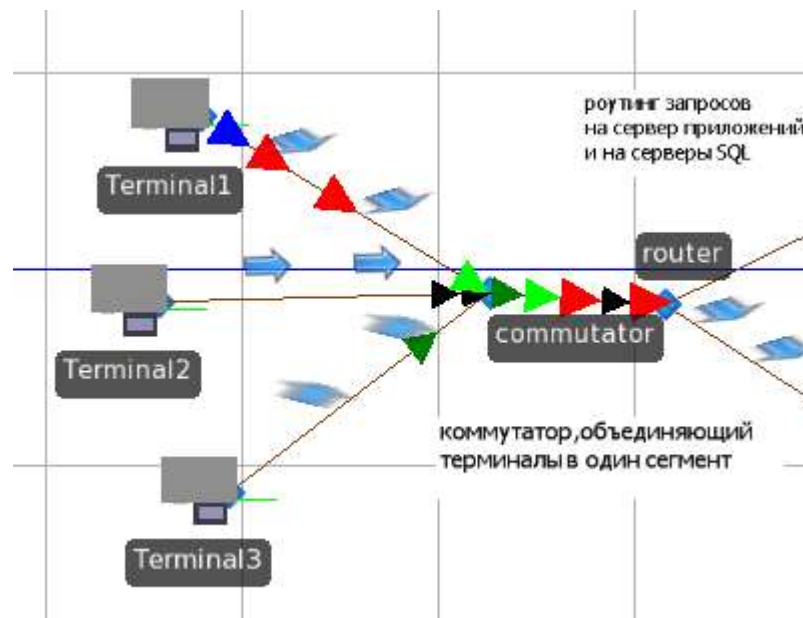 роутинг запросов
на сервер приложений
и на серверы SQL
Terminal1
router
commutator
Terminal2
коммутатор,объединяющий
терминалы в один сегмент
Terminal3